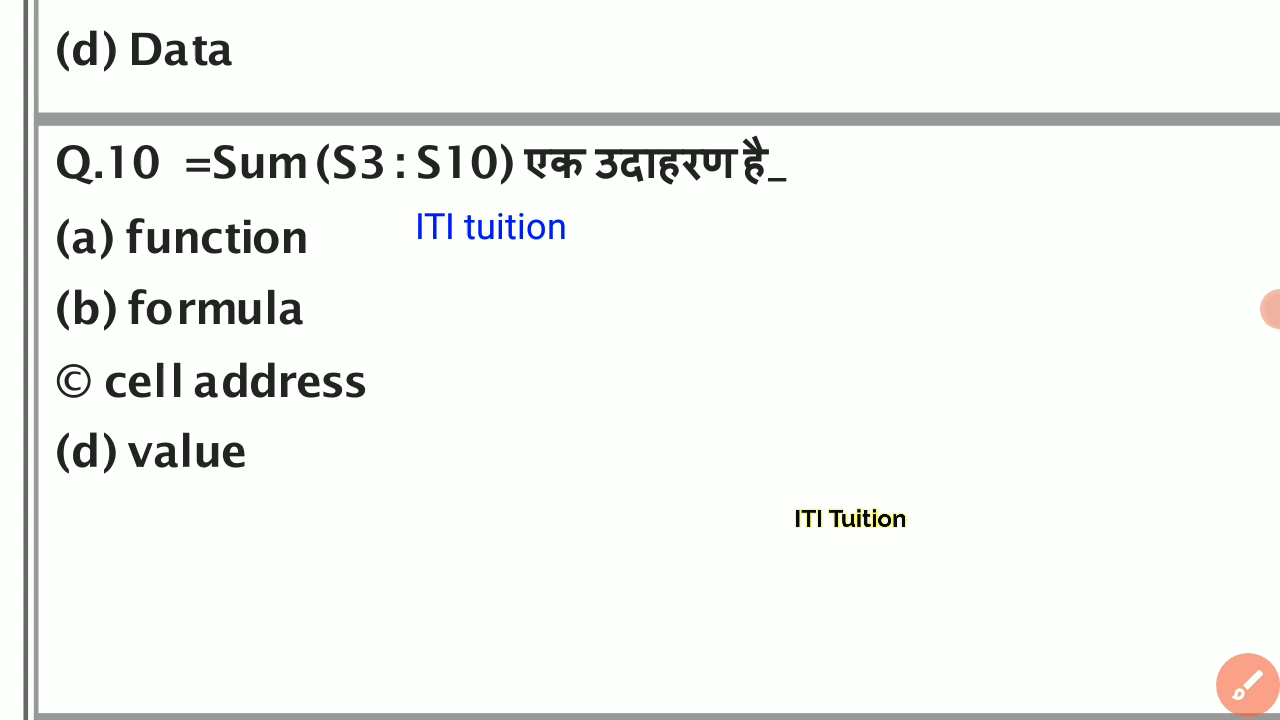 (d) Data
Q.10 =Sum (S3 : S10) एक उदाहरण है_
(a) function
ITI tuition
(b) formula
© cell address
(d) value
ITI Tuition